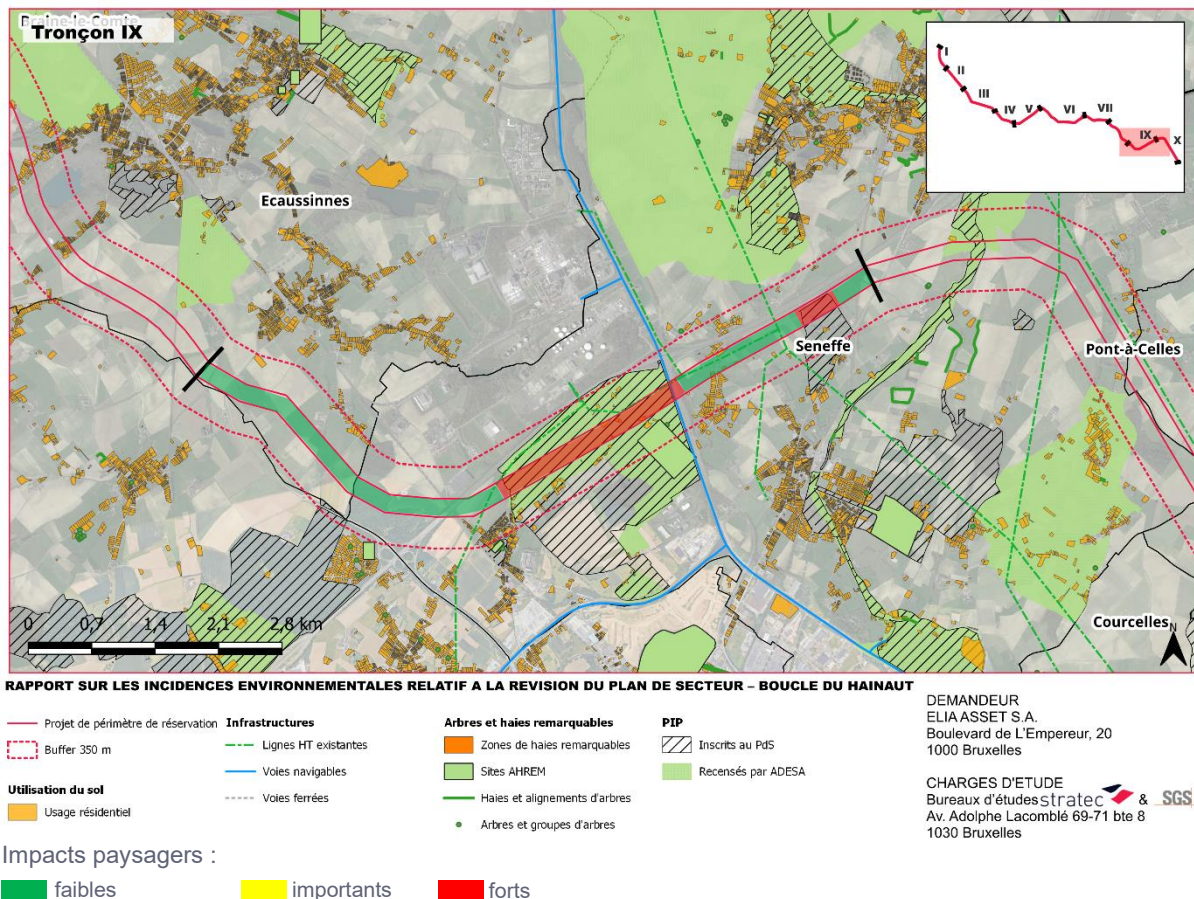 Braine-le-Comte
Tronçon IX
I
II
III
IV
V
VI
VII
IX
X
Ecaussinnes
Seneffe
Pont-à-Celles
Courcelles
N
0 0,7 1,4 2,1 2,8 km
RAPPORT SUR LES INCIDENCES ENVIRONNEMENTALES RELATIF A LA REVISION DU PLAN DE SECTEUR – BOUCLE DU HAINAUT
Projet de périmètre de réservation
Buffer 350 m
Utilisation du sol
Usage résidentiel
Infrastructures
Lignes HT existantes
Voies navigables
Voies ferrées
Arbres et haies remarquables
Zones de haies remarquables
Sites AHREM
Haies et alignements d'arbres
Arbres et groupes d'arbres
PIP
Inscrits au PdS
Recensés par ADESA
DEMANDEUR
ELIA ASSET S.A.
Boulevard de L'Empereur, 20
1000 Bruxelles
CHARGES D'ETUDE
Bureaux d'études stratec & SGS
Av. Adolphe Lacomblé 69-71 bte 8
1030 Bruxelles
Impacts paysagers :
faibles importants forts